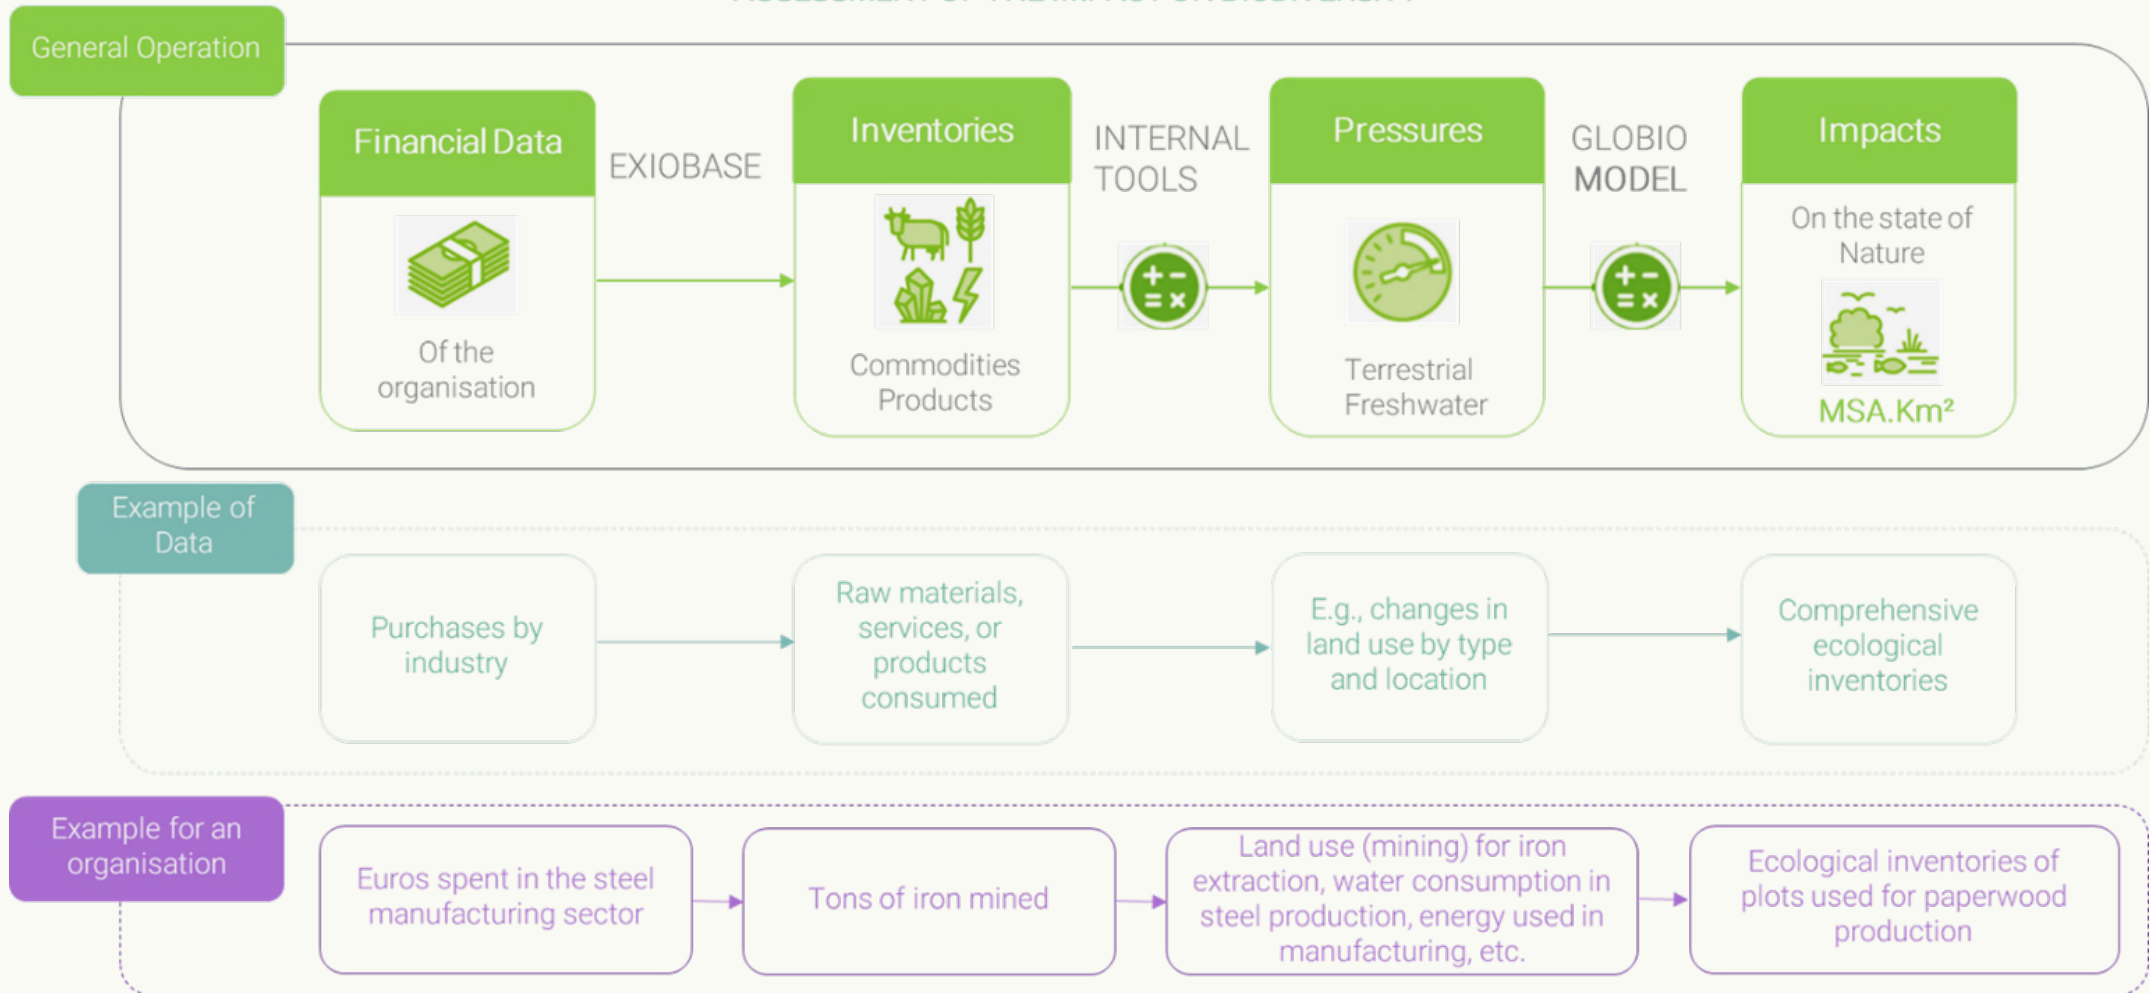 General Operation
Financial Data
EXIOBASE
Inventories
INTERNAL
TOOLS
Pressures
GLOBIO
MODEL
Impacts
Of the
organisation
Commodities
Products
Terrestrial
Freshwater
On the state of
Nature
MSA.Km²
Example of
Data
Purchases by
industry
Raw materials,
services, or
products
consumed
E.g., changes in
land use by type
and location
Comprehensive
ecological
inventories
Example for an
organisation
Euros spent in the steel
manufacturing sector
Tons of iron mined
Land use (mining) for iron
extraction, water consumption in
steel production, energy used in
manufacturing, etc.
Ecological inventories of
plots used for paperwood
production